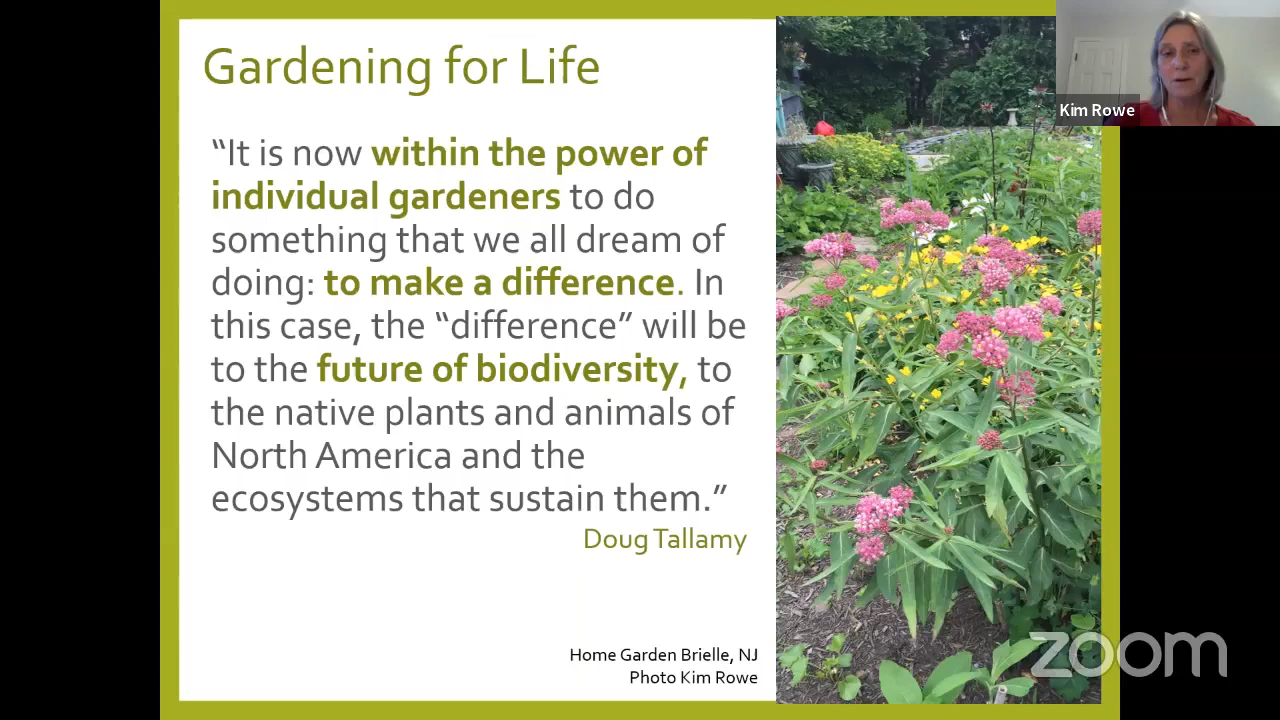 Gardening for Life
“It is now within the power of
individual gardeners to do
something that we all dream of
doing: to make a difference. In
this case, the “difference” will be
to the future of biodiversity, to
the native plants and animals of
North America and the
ecosystems that sustain them.”
Doug Tallamy
Home Garden Brielle, NJ
Photo Kim Rowe
Kim Rowe
zoom